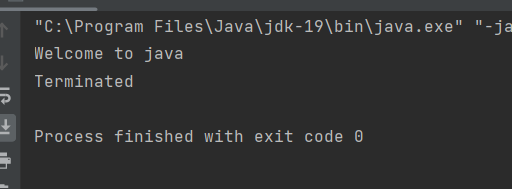 "C:\Program Files\Java\jdk-19\bin\java.exe" "-ja
Welcome to java
Terminated
Process finished with exit code 0